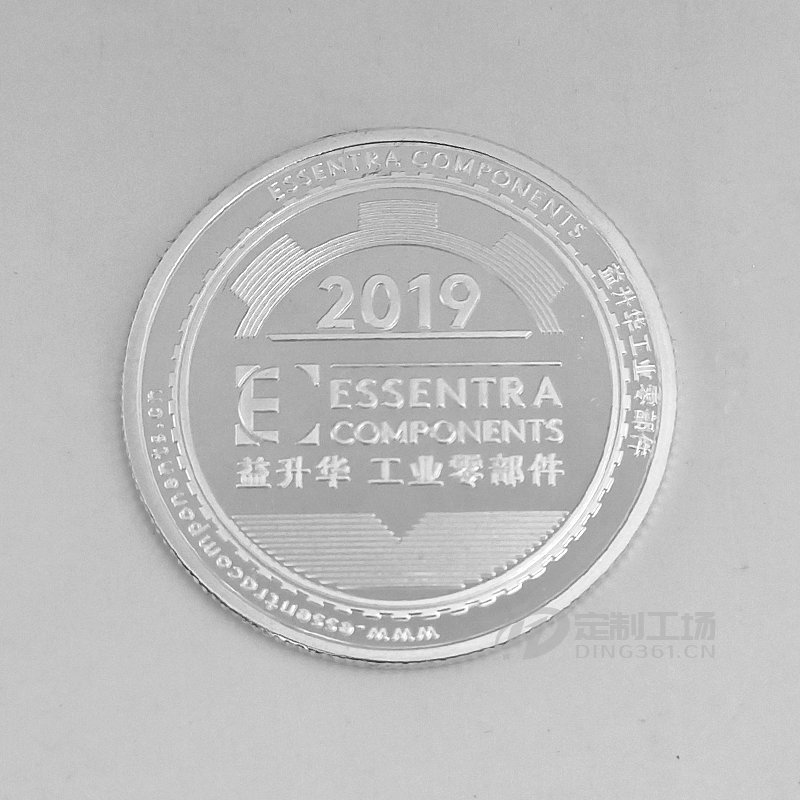 ESSENTRA COMPONENTS
益升华工业零部件
2019
E
ESSENTRA
COMPONENTS
益升华 工业零部件
www.essentracomponents.cn
定制工场
DING361.CN